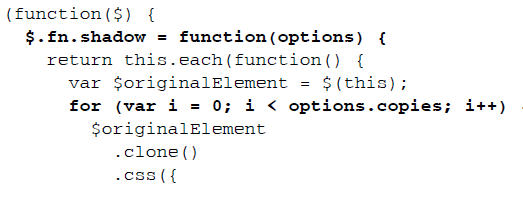 (function($) {
$.fn.shadow = function(options) {
return this.each(function() {
var $originalElement = $(this);
for (var i = 0; i < options.copies; i++)
$originalElement
.clone()
.css({